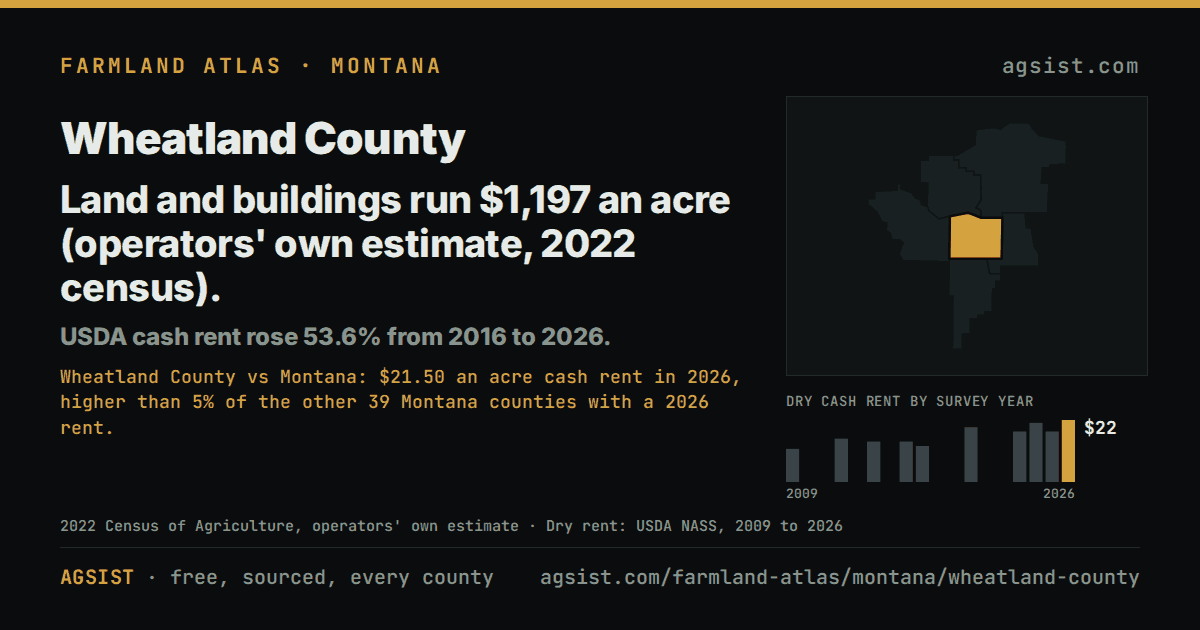 FARMLAND ATLAS · MONTANA
agsist.com
Wheatland County
Land and buildings run $1,197 an acre
(operators' own estimate, 2022
census).
USDA cash rent rose 53.6% from 2016 to 2026.
Wheatland County vs Montana: $21.50 an acre cash rent in 2026,
higher than 5% of the other 39 Montana counties with a 2026
rent.
DRY CASH RENT BY SURVEY YEAR
$22
2009
2026
2022 Census of Agriculture, operators' own estimate · Dry rent: USDA NASS, 2009 to 2026
AGSIST · free, sourced, every county
agsist.com/farmland-atlas/montana/wheatland-county